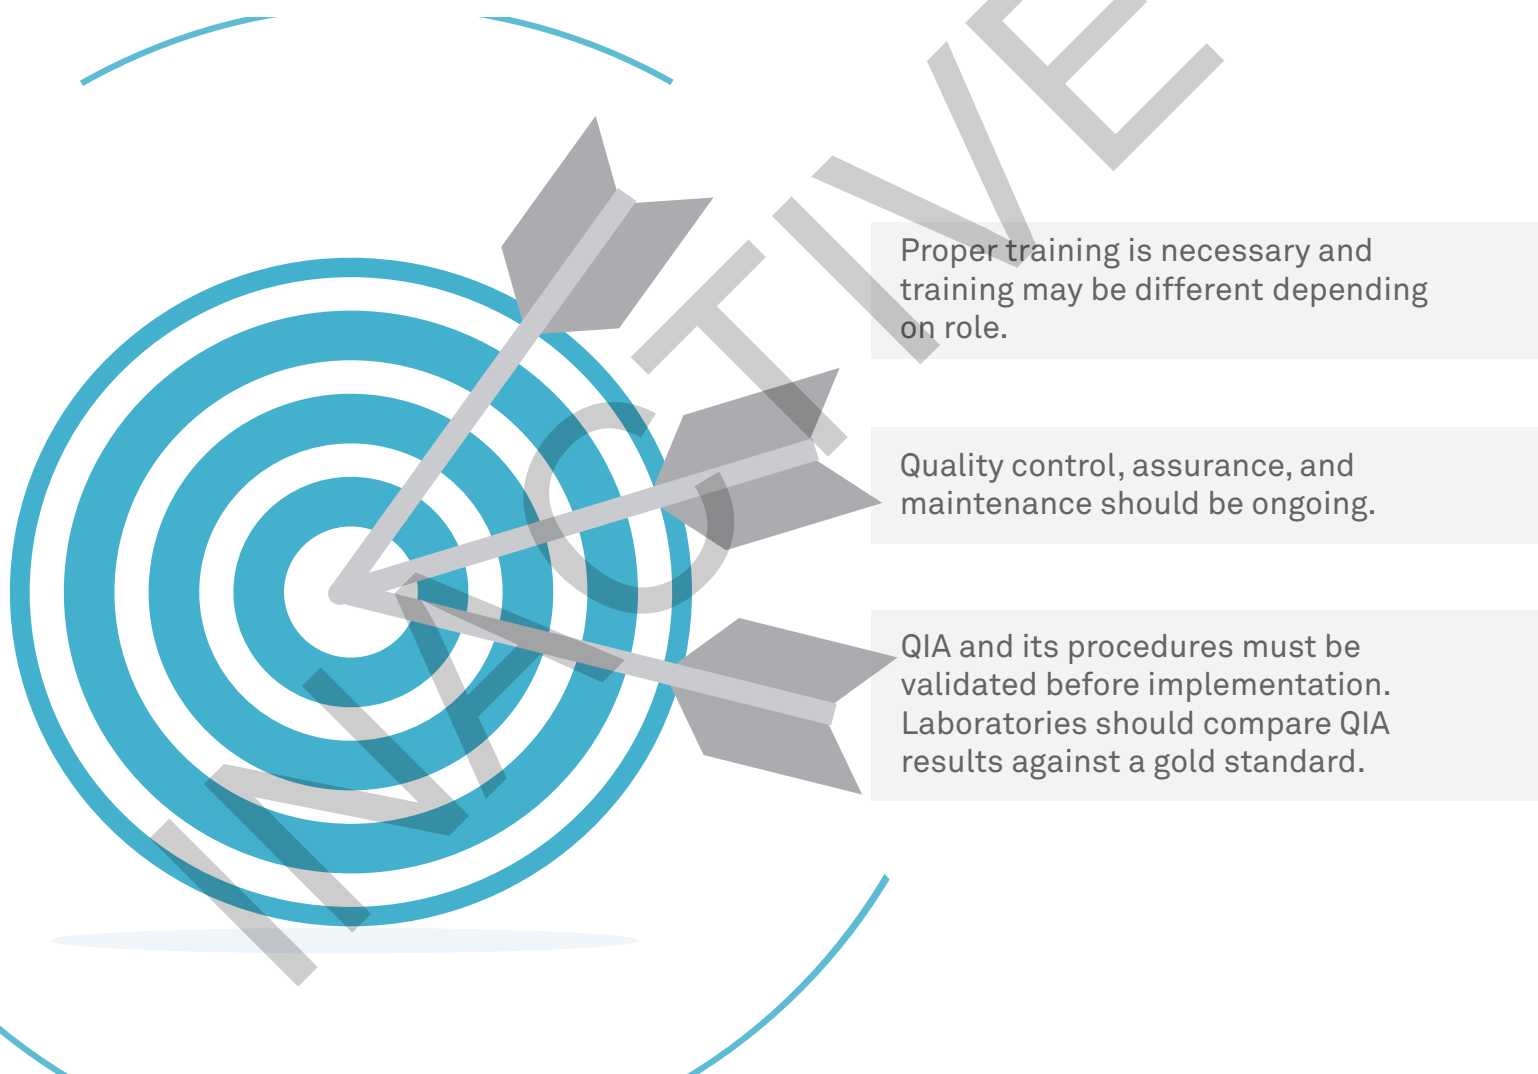 Proper training is necessary and
training may be different depending
on role.
Quality control, assurance, and
maintenance should be ongoing.
QIA and its procedures must be
validated before implementation.
Laboratories should compare QIA
results against a gold standard.
INACTIVE